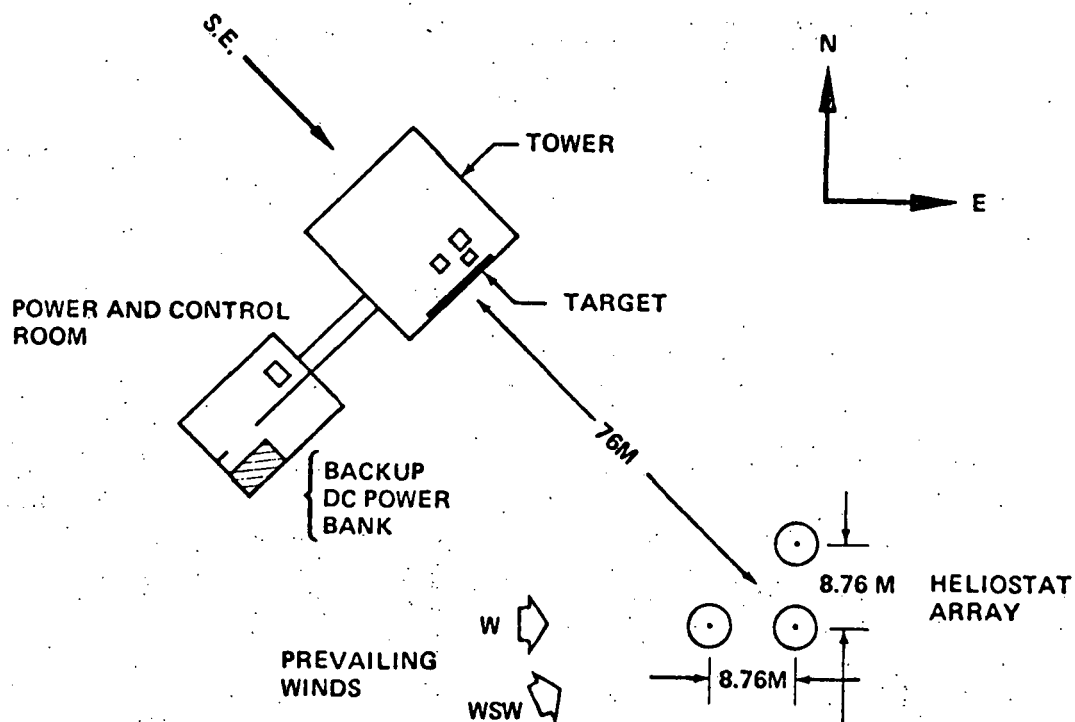 S.E.
N
TOWER
E
TARGET
POWER AND CONTROL
ROOM
76M
BACKUP
DC POWER
BANK
8.76 M
HELIOSTAT
ARRAY
W
PREVAILING
WINDS
8.76M
WSW